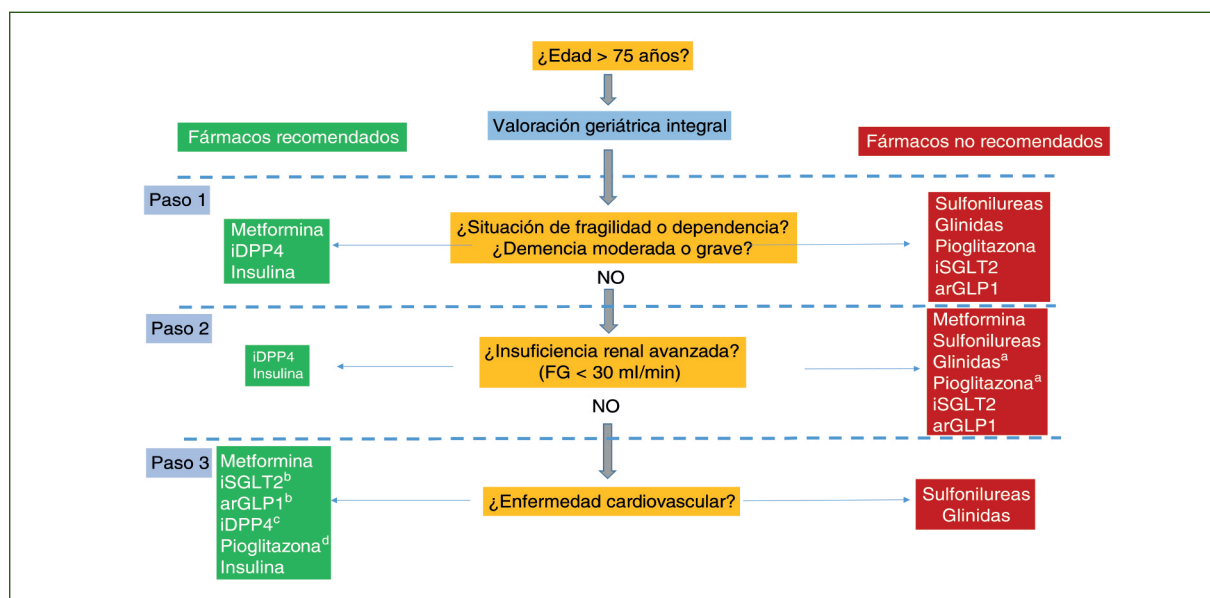 ¿Edad > 75 años?
Fármacos recomendados
Valoración geriátrica integral
Fármacos no recomendados
Paso 1
Metformina
iDPP4
Insulina
¿Situación de fragilidad o dependencia?
¿Demencia moderada o grave?
NO
Sulfonilureas
Glinidas
Pioglitazona
iSGLT2
arGLP1
Paso 2
iDPP4
Insulina
¿Insuficiencia renal avanzada?
(FG < 30 ml/min)
NO
Metformina
Sulfonilureas
Glinidasᵃ
Pioglitazonaᵃ
iSGLT2
arGLP1
Paso 3
Metformina
iSGLT2ᵇ
arGLP1ᵇ
iDPP4ᶜ
Pioglitazonaᵈ
Insulina
¿Enfermedad cardiovascular?
Sulfonilureas
Glinidas